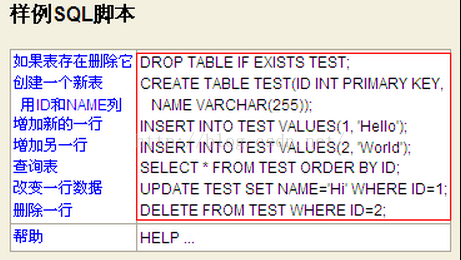 样例SQL脚本
如果表存在删除它 DROP TABLE IF EXISTS TEST;
创建一个新表 CREATE TABLE TEST(ID INT PRIMARY KEY,
用ID和NAME列 NAME VARCHAR(255));
增加新的一行 INSERT INTO TEST VALUES(1, 'Hello');
增加另一行 INSERT INTO TEST VALUES(2, 'World');
查询表 SELECT * FROM TEST ORDER BY ID;
改变一行数据 UPDATE TEST SET NAME='Hi' WHERE ID=1;
删除一行 DELETE FROM TEST WHERE ID=2;
帮助 HELP ...